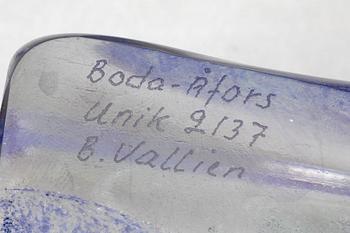 Boda-Åfors
Unik 2137
B. Vallien